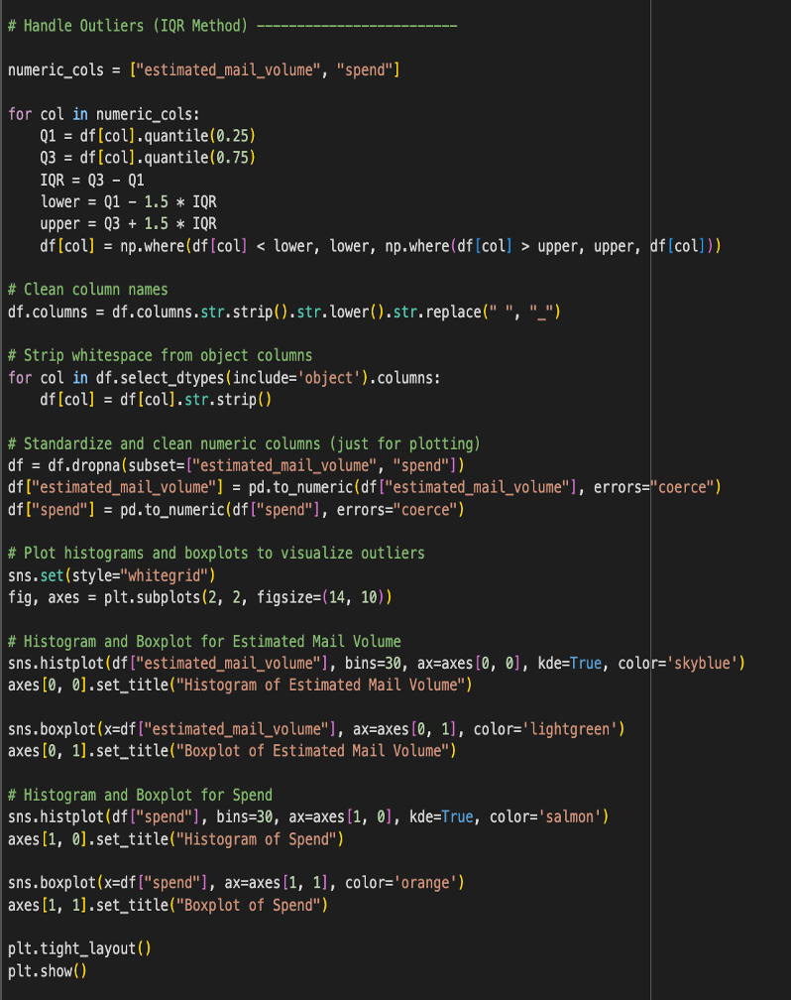 # Handle Outliers (IQR Method) —————————————————————————
numeric_cols = ["estimated_mail_volume", "spend"]
for col in numeric_cols:
    Q1 = df[col].quantile(0.25)
    Q3 = df[col].quantile(0.75)
    IQR = Q3 - Q1
    lower = Q1 - 1.5 * IQR
    upper = Q3 + 1.5 * IQR
    df[col] = np.where(df[col] < lower, lower, np.where(df[col] > upper, upper, df[col]))
# Clean column names
df.columns = df.columns.str.strip().str.lower().str.replace(" ", "_")
# Strip whitespace from object columns
for col in df.select_dtypes(include='object').columns:
    df[col] = df[col].str.strip()
# Standardize and clean numeric columns (just for plotting)
df = df.dropna(subset=["estimated_mail_volume", "spend"])
df["estimated_mail_volume"] = pd.to_numeric(df["estimated_mail_volume"], errors="coerce")
df["spend"] = pd.to_numeric(df["spend"], errors="coerce")
# Plot histograms and boxplots to visualize outliers
sns.set(style="whitegrid")
fig, axes = plt.subplots(2, 2, figsize=(14, 10))
# Histogram and Boxplot for Estimated Mail Volume
sns.histplot(df["estimated_mail_volume"], bins=30, ax=axes[0, 0], kde=True, color='skyblue')
axes[0, 0].set_title("Histogram of Estimated Mail Volume")
sns.boxplot(x=df["estimated_mail_volume"], ax=axes[0, 1], color='lightgreen')
axes[0, 1].set_title("Boxplot of Estimated Mail Volume")
# Histogram and Boxplot for Spend
sns.histplot(df["spend"], bins=30, ax=axes[1, 0], kde=True, color='salmon')
axes[1, 0].set_title("Histogram of Spend")
sns.boxplot(x=df["spend"], ax=axes[1, 1], color='orange')
axes[1, 1].set_title("Boxplot of Spend")
plt.tight_layout()
plt.show()